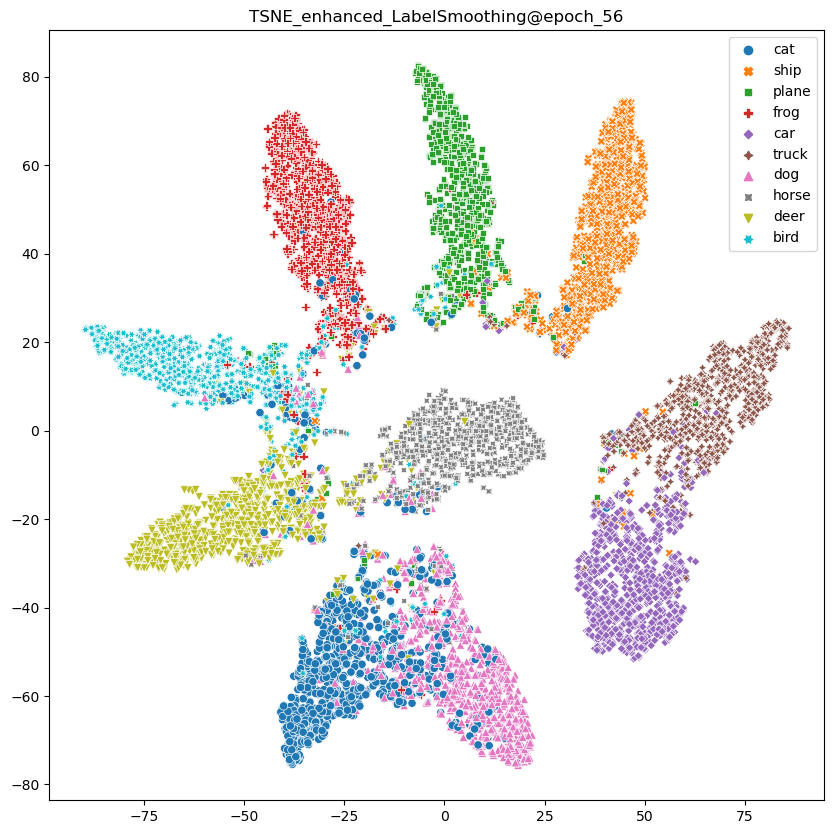 TSNE_enhanced_LabelSmoothing@epoch_56
cat
ship
plane
frog
car
truck
dog
horse
deer
bird
80
60
40
20
0
−20
−40
−60
−80
−75
−50
−25
0
25
50
75